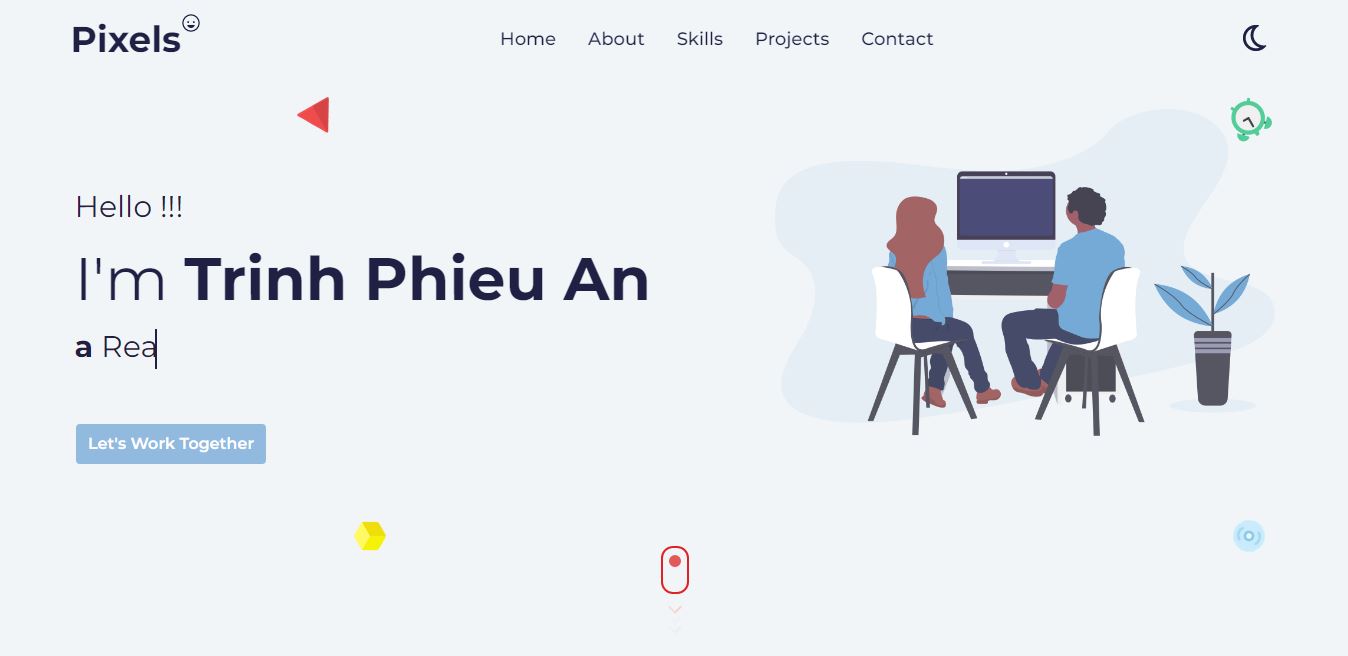 Pixels
Home About Skills Projects Contact
Hello !!!
I'm Trinh Phieu An
a Rea
Let's Work Together